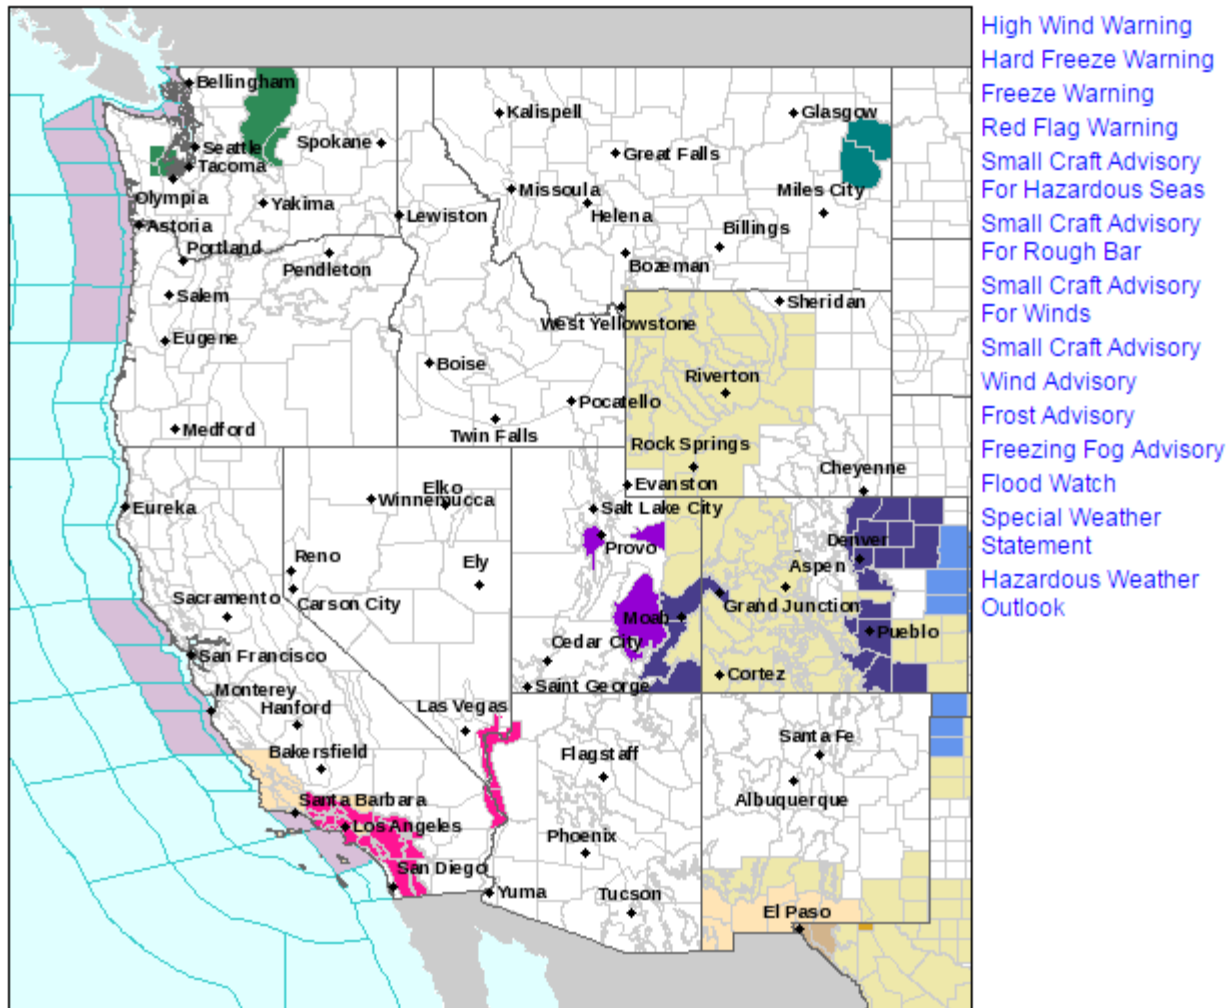 High Wind Warning
Hard Freeze Warning
Freeze Warning
Red Flag Warning
Small Craft Advisory
For Hazardous Seas
Small Craft Advisory
For Rough Bar
Small Craft Advisory
For Winds
Small Craft Advisory
Wind Advisory
Frost Advisory
Freezing Fog Advisory
Flood Watch
Special Weather
Statement
Hazardous Weather
Outlook
Bellingham
Kalispell
Glasgow
Seattle
Spokane
Great Falls
Tacoma
Missoula
Miles City
Olympia
Yakima
Lewiston
Helena
Astoria
Billings
Portland
Pendleton
Bozeman
Salem
Sheridan
West Yellowstone
Eugene
Boise
Riverton
Pocatello
Medford
Twin Falls
Rock Springs
Cheyenne
Evanston
Elko
Winnemucca
Eureka
Salt Lake City
Provo
Denver
Reno
Ely
Aspen
Sacramento
Carson City
Grand Junction
Moab
Pueblo
Cedar City
San Francisco
Cortez
Saint George
Monterey
Hanford
Las Vegas
Santa Fe
Bakersfield
Flagstaff
Santa Barbara
Albuquerque
Los Angeles
Phoenix
San Diego
Yuma
Tucson
El Paso